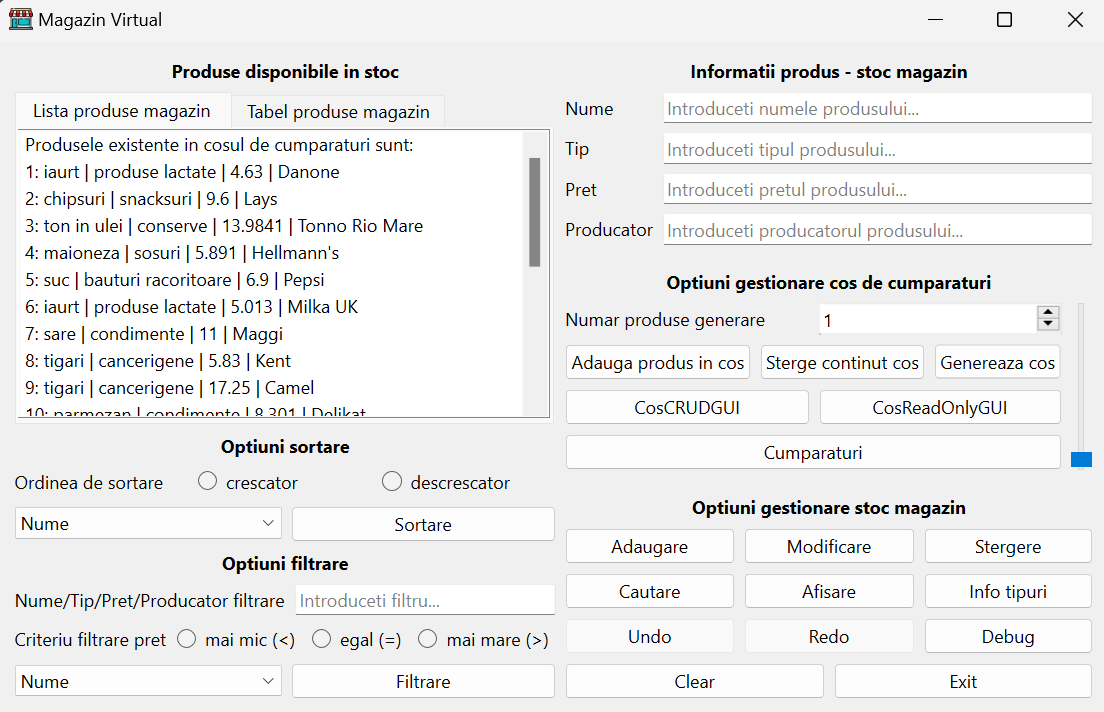 Magazin Virtual
Produse disponibile in stoc
Lista produse magazin
Tabel produse magazin
Produsele existente in cosul de cumparaturi sunt:
1: iaurt | produse lactate | 4.63 | Danone
2: chipsuri | snacksuri | 9.6 | Lays
3: ton in ulei | conserve | 13.9841 | Tonno Rio Mare
4: maioneza | sosuri | 5.891 | Hellmann's
5: suc | bauturi racoritoare | 6.9 | Pepsi
6: iaurt | produse lactate | 5.013 | Milka UK
7: sare | condimente | 11 | Maggi
8: tigari | cancerigene | 5.83 | Kent
9: tigari | cancerigene | 17.25 | Camel
10: parmezan | condimente | 8.301 | Delikat
Optiuni sortare
Ordinea de sortare
crescator
descrescator
Nume
Sortare
Optiuni filtrare
Nume/Tip/Pret/Producator filtrare
Introduceti filtru...
Criteriu filtrare pret
mai mic (<)
egal (=)
mai mare (>)
Nume
Filtrare
Informatii produs - stoc magazin
Nume
Introduceti numele produsului...
Tip
Introduceti tipul produsului...
Pret
Introduceti pretul produsului...
Producator
Introduceti producatorul produsului...
Optiuni gestionare cos de cumparaturi
Numar produse generare
1
Adauga produs in cos
Sterge continut cos
Genereaza cos
CosCRUDGUI
CosReadOnlyGUI
Cumparaturi
Optiuni gestionare stoc magazin
Adaugare
Modificare
Stergere
Cautare
Afisare
Info tipuri
Undo
Redo
Debug
Clear
Exit